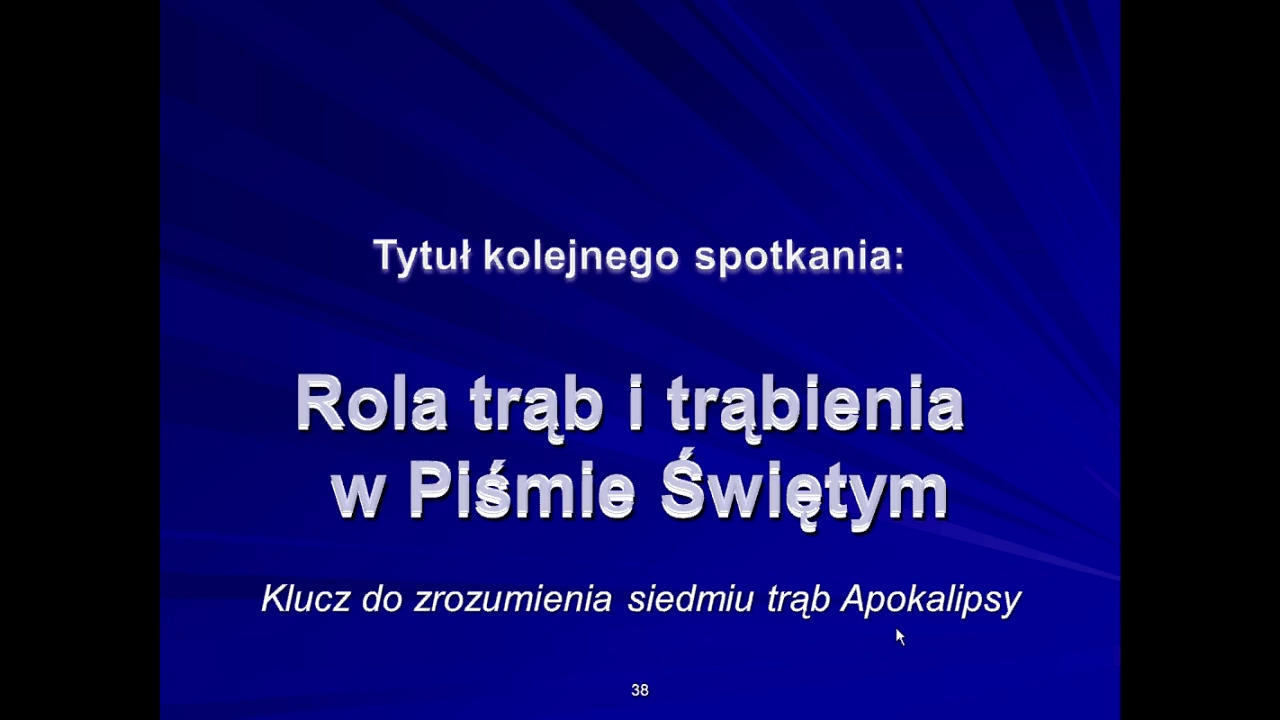 Tytuł kolejnego spotkania:
Rola trąb i trąbienia
w Piśmie Świętym
Klucz do zrozumienia siedmiu trąb Apokalipsy
38